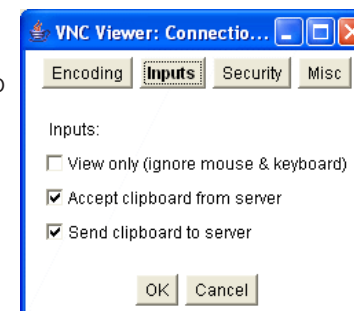 VNC Viewer: Connectio...
Encoding Inputs Security Misc
Inputs:
View only (ignore mouse & keyboard)
Accept clipboard from server
Send clipboard to server
OK Cancel